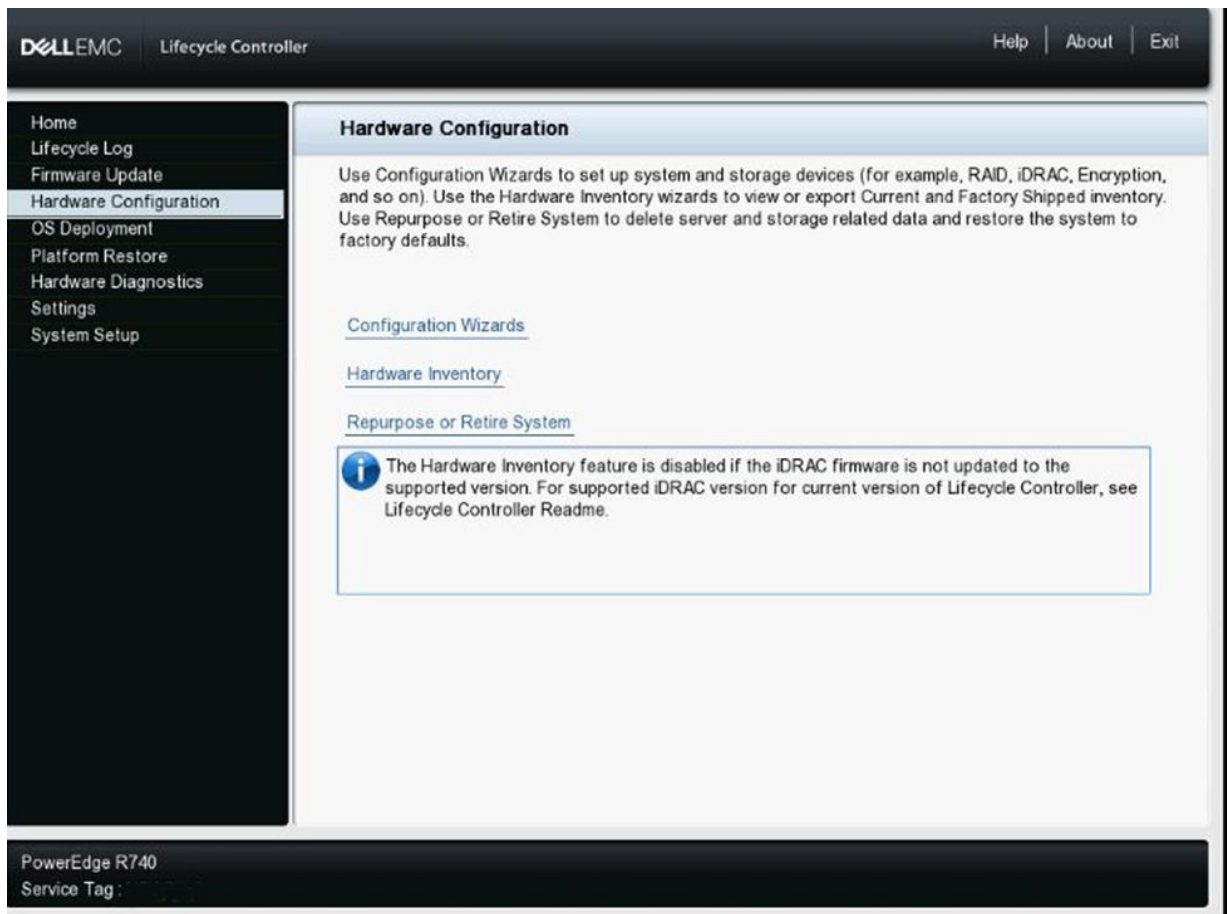 DELLEMC Lifecycle Controller Help About Exit
Home
Lifecycle Log
Firmware Update
Hardware Configuration
OS Deployment
Platform Restore
Hardware Diagnostics
Settings
System Setup
Hardware Configuration
Use Configuration Wizards to set up system and storage devices (for example, RAID, iDRAC, Encryption,
and so on). Use the Hardware Inventory wizards to view or export Current and Factory Shipped inventory.
Use Repurpose or Retire System to delete server and storage related data and restore the system to
factory defaults.
Configuration Wizards
Hardware Inventory
Repurpose or Retire System
The Hardware Inventory feature is disabled if the iDRAC firmware is not updated to the
supported version. For supported iDRAC version for current version of Lifecycle Controller, see
Lifecycle Controller Readme.
PowerEdge R740
Service Tag :